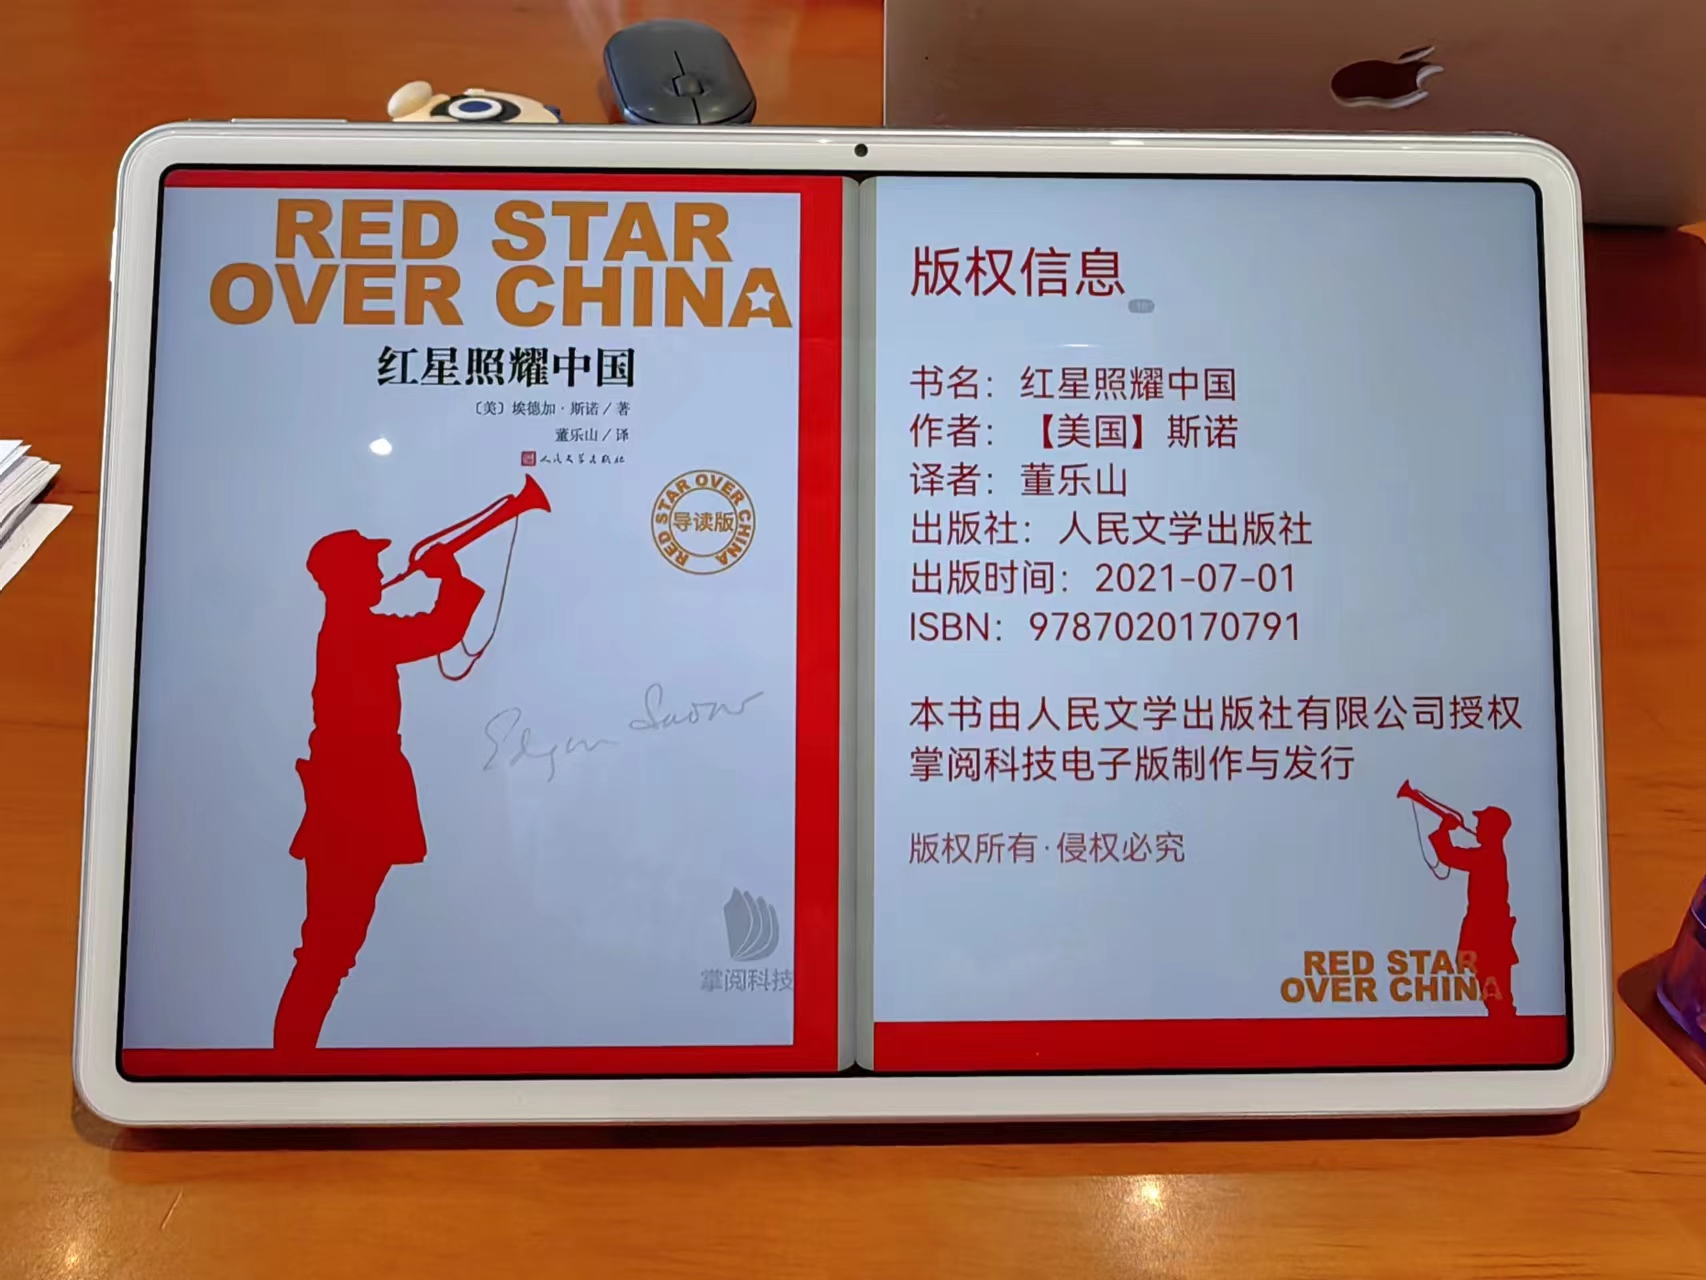 RED STAR
OVER CHINA
红星照耀中国
〔美〕埃德加·斯诺／著
董乐山／译
人民文学出版社
RED STAR OVER CHINA
导读版
RED STAR OVER CHINA
Edgar Snow
掌阅科技
版权信息
书名：红星照耀中国
作者：【美国】斯诺
译者：董乐山
出版社：人民文学出版社
出版时间：2021-07-01
ISBN：9787020170791
本书由人民文学出版社有限公司授权
掌阅科技电子版制作与发行
版权所有·侵权必究
RED STAR
OVER CHINA